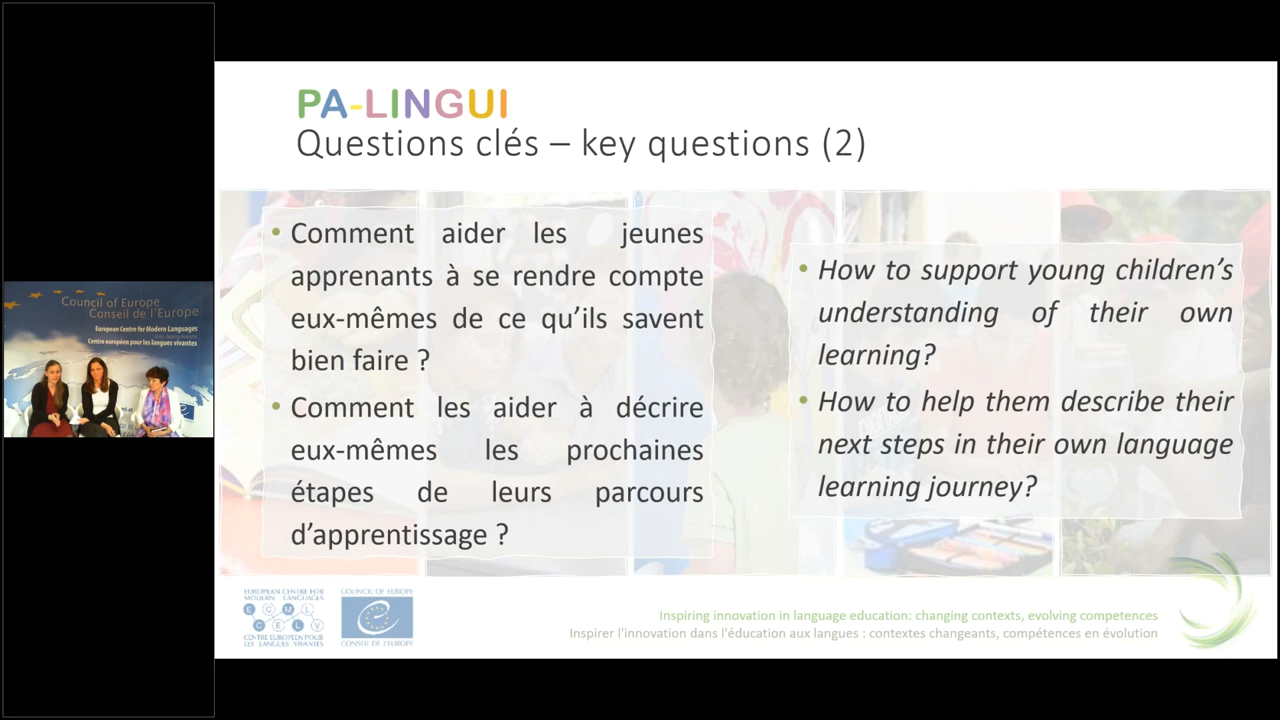 Council of Europe
Conseil de l'Europe
European Centre for Modern Languages
Centre européen pour les langues vivantes
PA-LINGUI
Questions clés – key questions (2)
• Comment aider les jeunes
apprenants à se rendre compte
eux-mêmes de ce qu’ils savent
bien faire ?
• Comment les aider à décrire
eux-mêmes les prochaines
étapes de leurs parcours
d’apprentissage ?
• How to support young children’s
understanding of their own
learning?
• How to help them describe their
next steps in their own language
learning journey?
EUROPEAN CENTRE FOR
MODERN LANGUAGES
E C M L
C E L V
CENTRE EUROPEEN POUR
LES LANGUES VIVANTES
COUNCIL OF EUROPE
CONSEIL DE L'EUROPE
Inspiring innovation in language education: changing contexts, evolving competences
Inspirer l'innovation dans l'éducation aux langues : contextes changeants, compétences en évolution